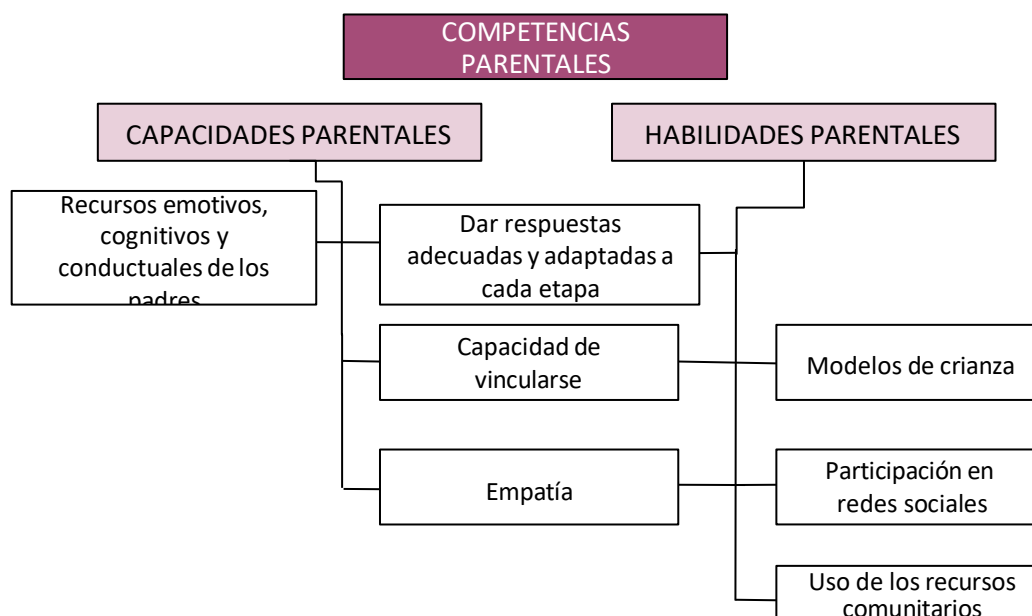 COMPETENCIAS
PARENTALES
CAPACIDADES PARENTALES
HABILIDADES PARENTALES
Recursos emotivos,
cognitivos y
conductuales de los
padres
Dar respuestas
adecuadas y adaptadas a
cada etapa
Capacidad de
vincularse
Modelos de crianza
Empatía
Participación en
redes sociales
Uso de los recursos
comunitarios